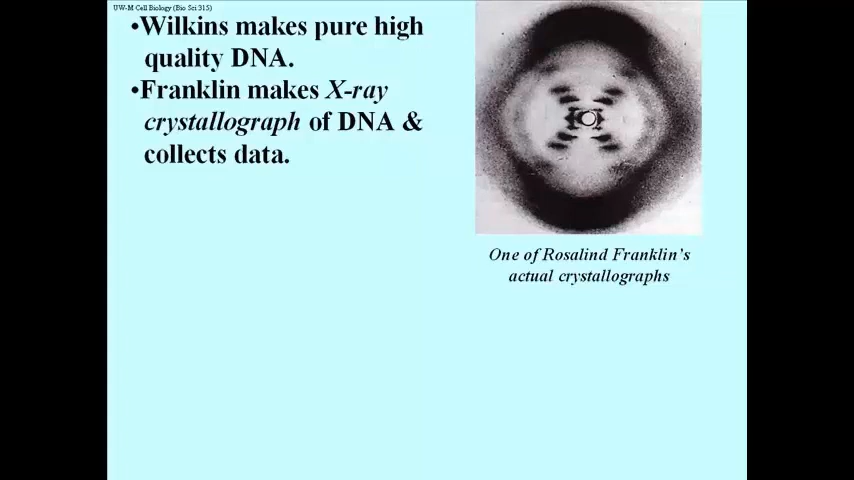 UW-M Cell Biology (Bio Sci 315)
•Wilkins makes pure high
quality DNA.
•Franklin makes X-ray
crystallograph of DNA &
collects data.
One of Rosalind Franklin's
actual crystallographs